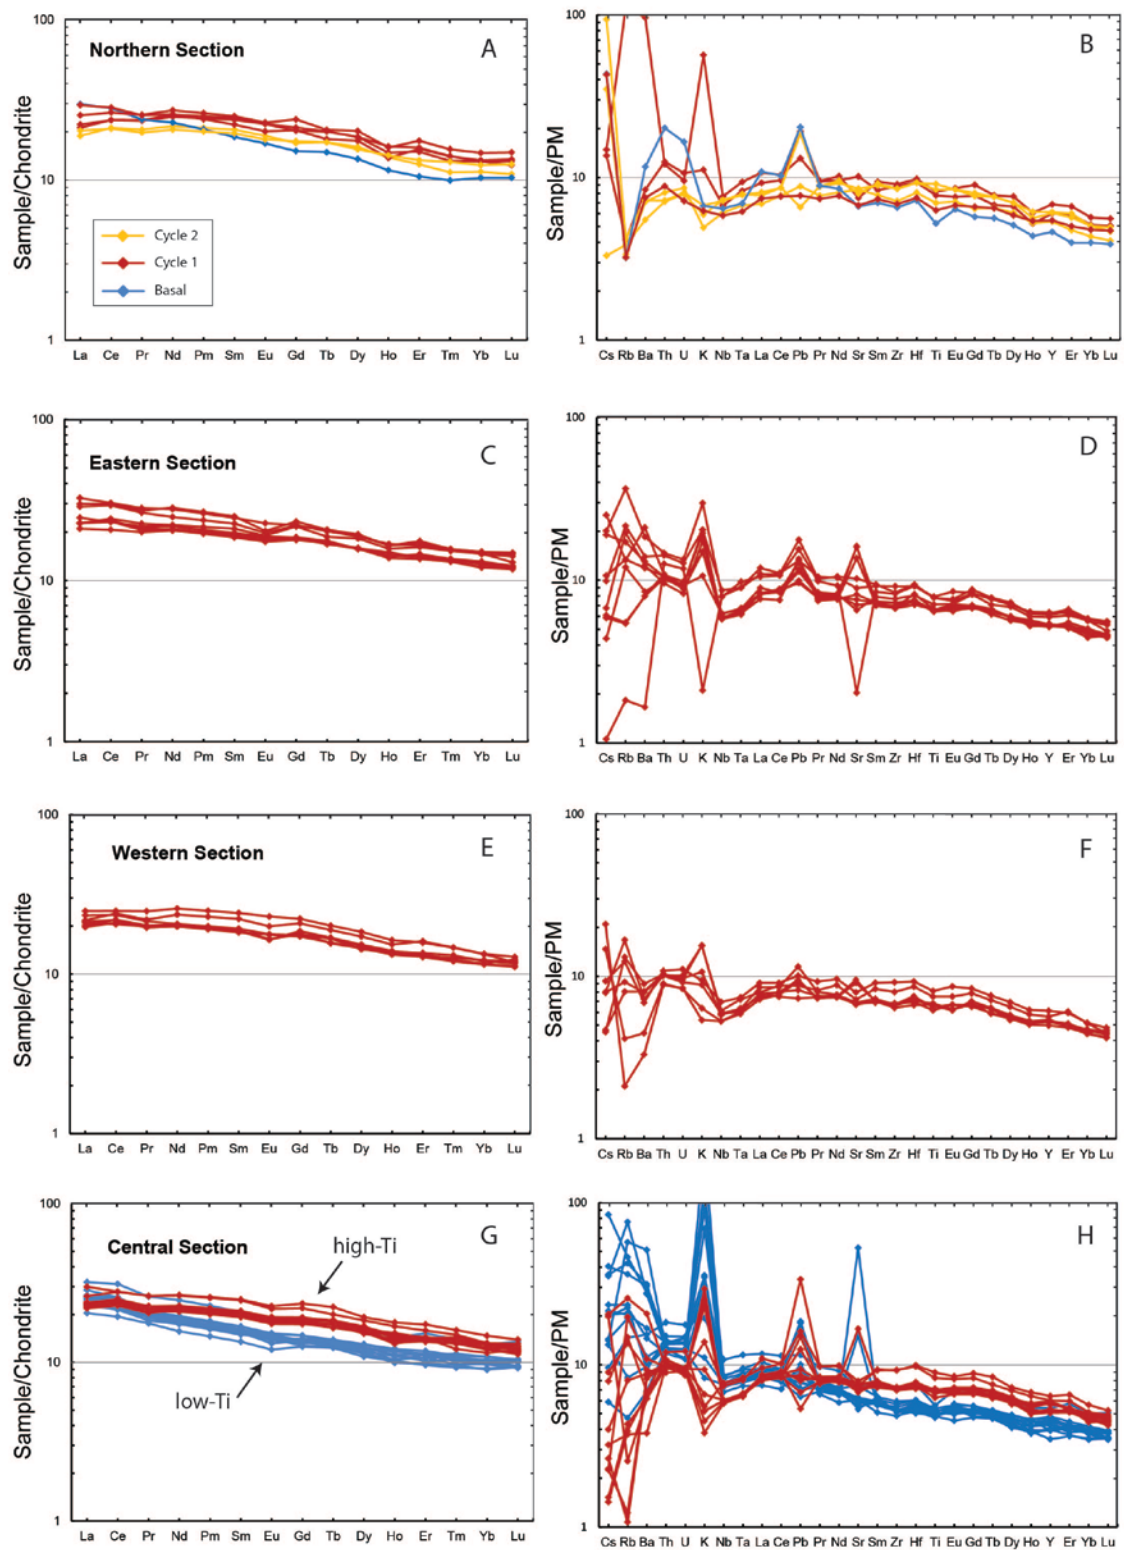 Northern Section
A
Sample/Chondrite
100
10
1
Cycle 2
Cycle 1
Basal
La Ce Pr Nd Pm Sm Eu Gd Tb Dy Ho Er Tm Yb Lu
B
Sample/PM
100
10
1
Cs Rb Ba Th U K Nb Ta La Ce Pb Pr Nd Sr Sm Zr Hf Ti Eu Gd Tb Dy Ho Y Er Yb Lu
Eastern Section
C
Sample/Chondrite
100
10
1
La Ce Pr Nd Pm Sm Eu Gd Tb Dy Ho Er Tm Yb Lu
D
Sample/PM
100
10
1
Cs Rb Ba Th U K Nb Ta La Ce Pb Pr Nd Sr Sm Zr Hf Ti Eu Gd Tb Dy Ho Y Er Yb Lu
Western Section
E
Sample/Chondrite
100
10
1
La Ce Pr Nd Pm Sm Eu Gd Tb Dy Ho Er Tm Yb Lu
F
Sample/PM
100
10
1
Cs Rb Ba Th U K Nb Ta La Ce Pb Pr Nd Sr Sm Zr Hf Ti Eu Gd Tb Dy Ho Y Er Yb Lu
Central Section
G
high-Ti
low-Ti
Sample/Chondrite
100
10
1
La Ce Pr Nd Pm Sm Eu Gd Tb Dy Ho Er Tm Yb Lu
H
Sample/PM
100
10
1
Cs Rb Ba Th U K Nb Ta La Ce Pb Pr Nd Sr Sm Zr Hf Ti Eu Gd Tb Dy Ho Y Er Yb Lu